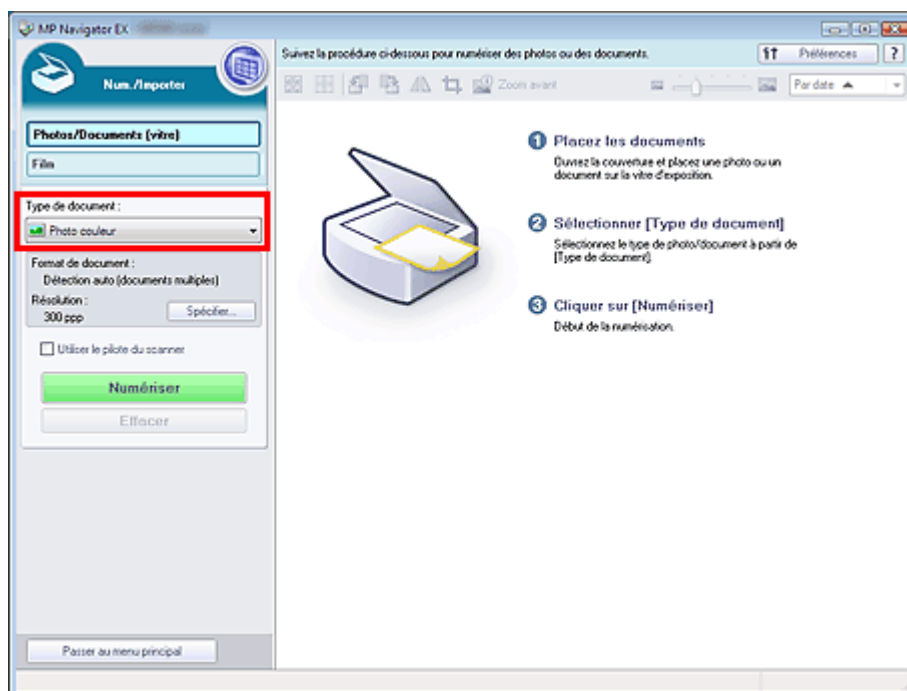 MP Navigator EX
Suivez la procédure ci-dessous pour numériser des photos ou des documents.
Préférences
?
Num./Importer
Zoom avant
Par date
Photos/Documents (vitre)
Film
Type de document :
Photo couleur
Format de document :
Détection auto (documents multiples)
Résolution :
300 ppp
Spécifier...
Utiliser le pilote du scanner
Numériser
Effacer
Passer au menu principal
1 Placez les documents
Ouvrez la couverture et placez une photo ou un
document sur la vitre d'exposition.
2 Sélectionner [Type de document]
Sélectionnez le type de photo/document à partir de
[Type de document].
3 Cliquer sur [Numériser]
Début de la numérisation.